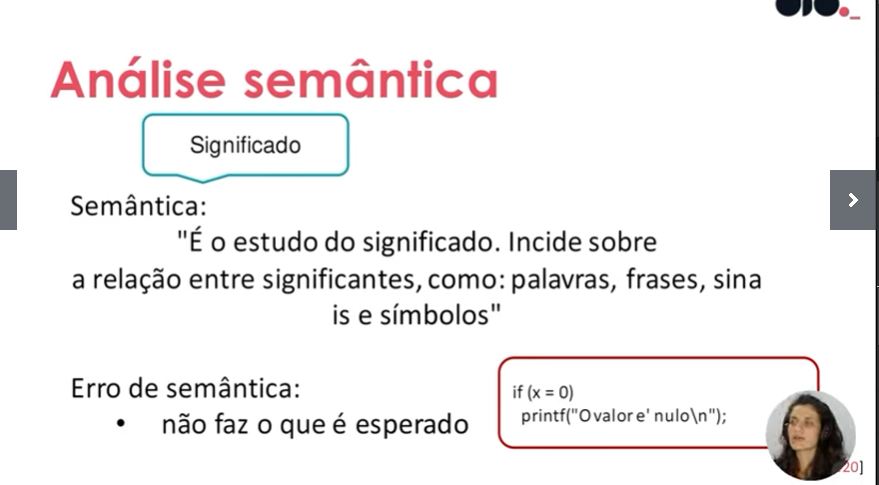 Análise semântica
Significado
Semântica:
"É o estudo do significado. Incide sobre
a relação entre significantes, como: palavras, frases, sina
is e símbolos"
Erro de semântica:
• não faz o que é esperado
if (x = 0)
printf("O valor e' nulo\n");
20]